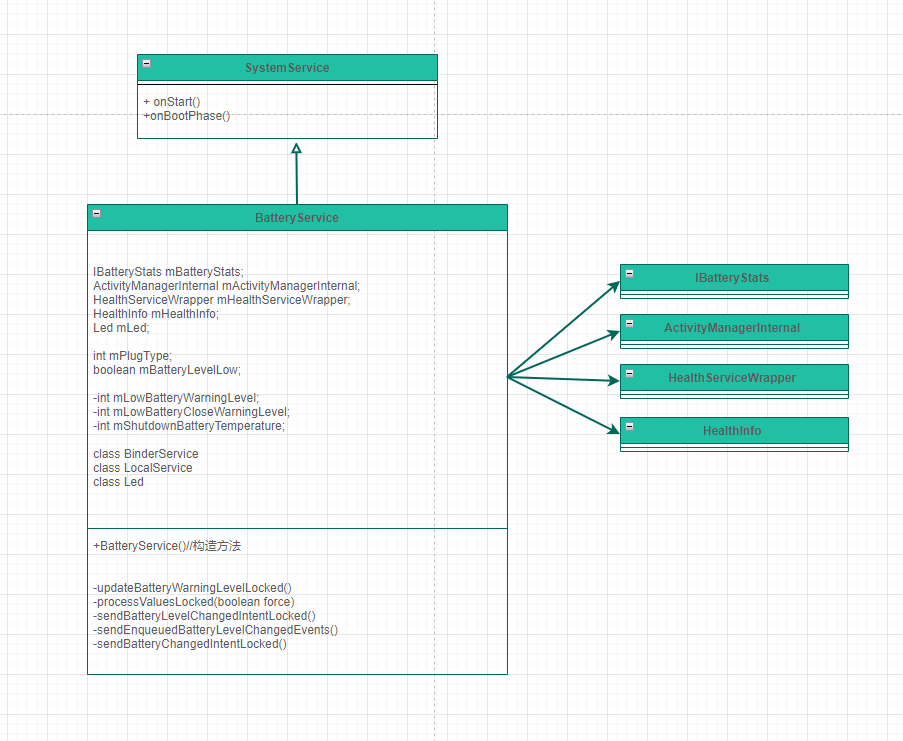 SystemService
+ onStart()
+onBootPhase()
BatteryService
IBatteryStats mBatteryStats;
ActivityManagerInternal mActivityManagerInternal;
HealthServiceWrapper mHealthServiceWrapper;
HealthInfo mHealthInfo;
Led mLed;
int mPlugType;
boolean mBatteryLevelLow;
-int mLowBatteryWarningLevel;
-int mLowBatteryCloseWarningLevel;
-int mShutdownBatteryTemperature;
class BinderService
class LocalService
class Led
+BatteryService()//构造方法
-updateBatteryWarningLevelLocked()
-processValuesLocked(boolean force)
-sendBatteryLevelChangedIntentLocked()
-sendEnqueuedBatteryLevelChangedEvents()
-sendBatteryChangedIntentLocked()
IBatteryStats
ActivityManagerInternal
HealthServiceWrapper
HealthInfo